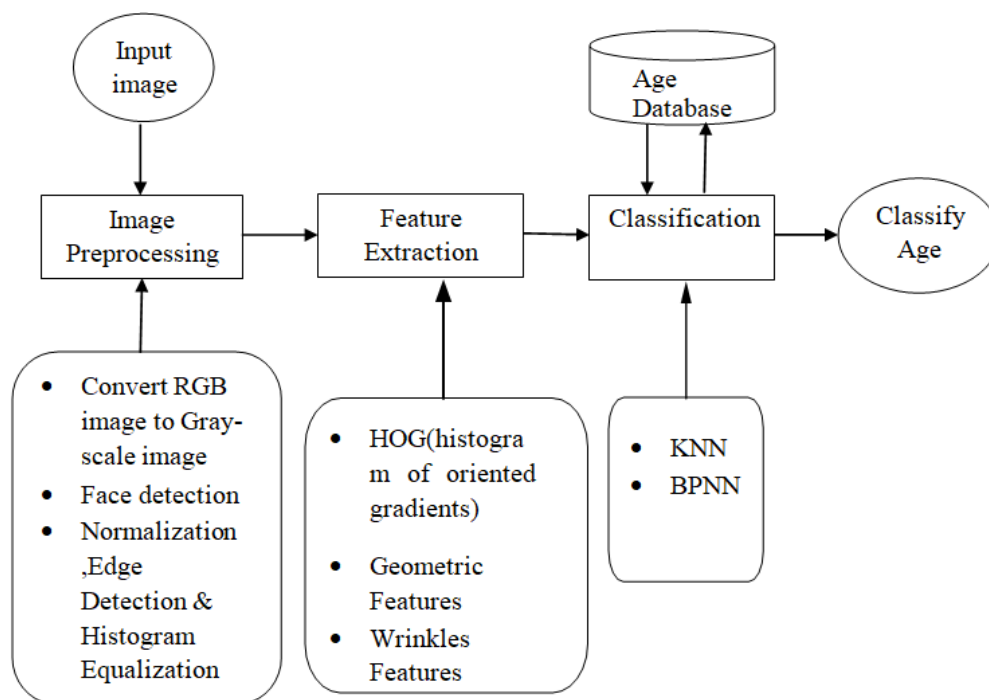 Input
image
Age
Database
Image
Preprocessing
Feature
Extraction
Classification
Classify
Age
• Convert RGB
image to Gray-
scale image
• Face detection
• Normalization
,Edge
Detection &
Histogram
Equalization
• HOG(histogra
m of oriented
gradients)
• Geometric
Features
• Wrinkles
Features
• KNN
• BPNN